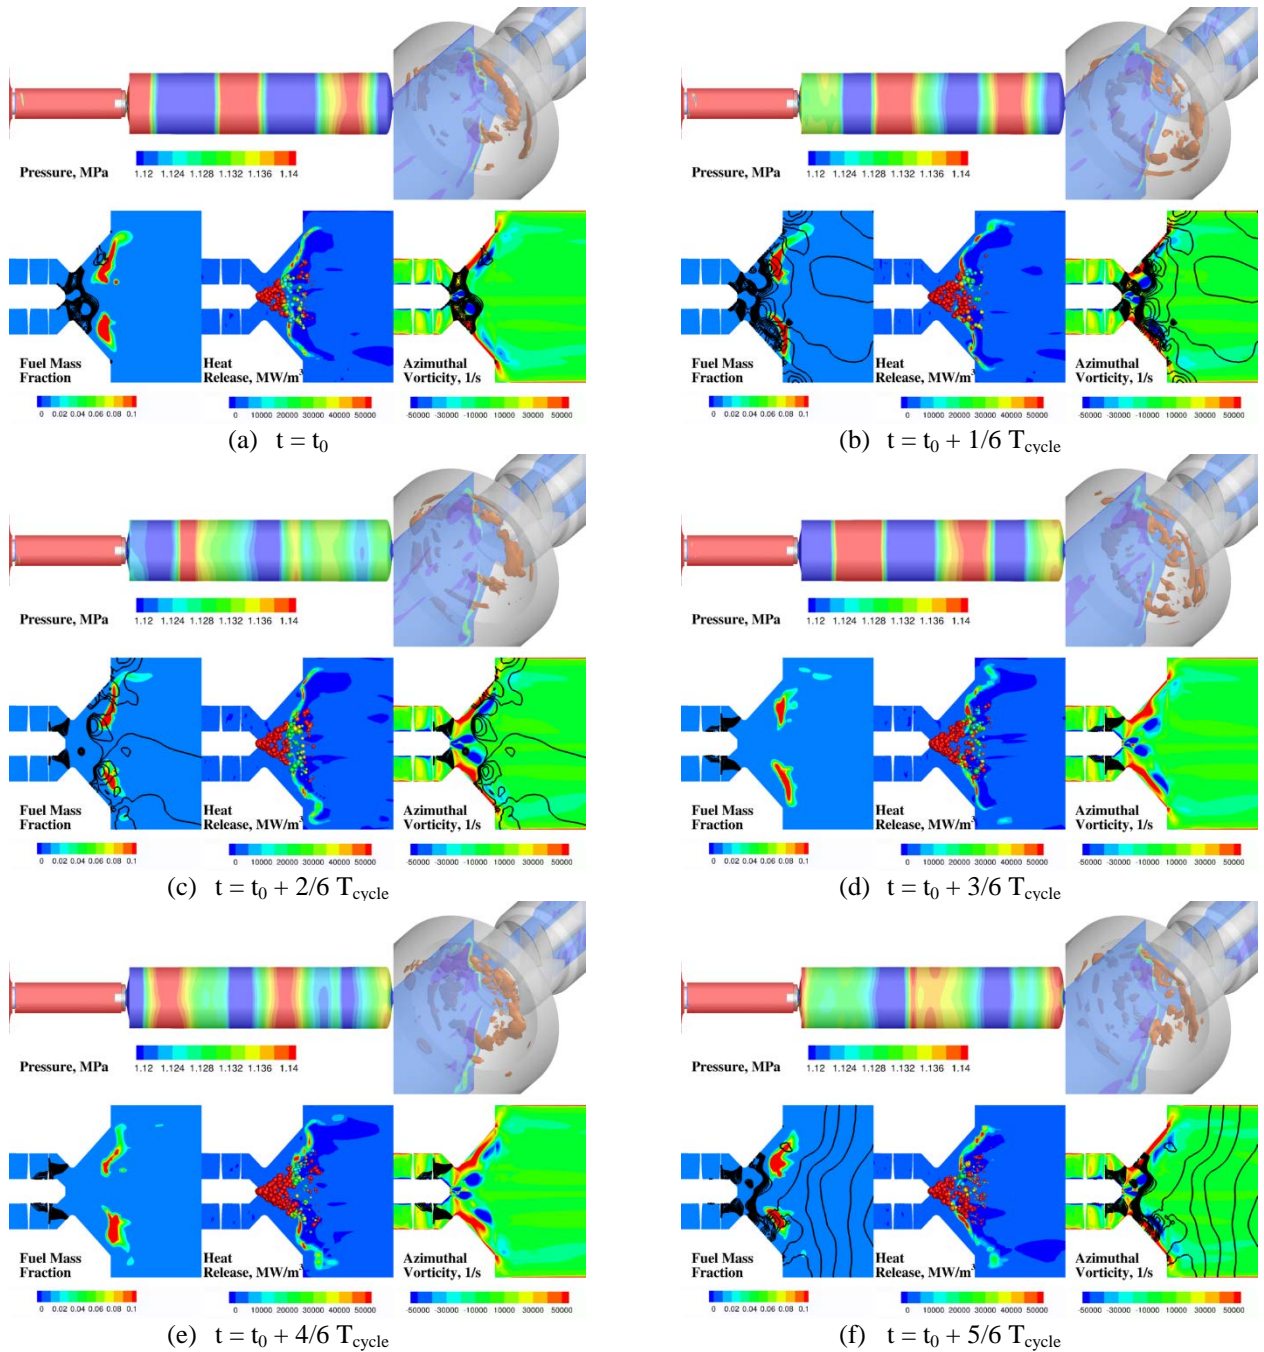 Pressure, MPa
1.12 1.124 1.128 1.132 1.136 1.14
Fuel Mass
Fraction
0 0.02 0.04 0.06 0.08 0.1
Heat
Release, MW/m³
0 10000 20000 30000 40000 50000
Azimuthal
Vorticity, 1/s
-50000 -30000 -10000 10000 30000 50000
(a) t = t₀
Pressure, MPa
1.12 1.124 1.128 1.132 1.136 1.14
Fuel Mass
Fraction
0 0.02 0.04 0.06 0.08 0.1
Heat
Release, MW/m³
0 10000 20000 30000 40000 50000
Azimuthal
Vorticity, 1/s
-50000 -30000 -10000 10000 30000 50000
(b) t = t₀ + 1/6 T_cycle
Pressure, MPa
1.12 1.124 1.128 1.132 1.136 1.14
Fuel Mass
Fraction
0 0.02 0.04 0.06 0.08 0.1
Heat
Release, MW/m³
0 10000 20000 30000 40000 50000
Azimuthal
Vorticity, 1/s
-50000 -30000 -10000 10000 30000 50000
(c) t = t₀ + 2/6 T_cycle
Pressure, MPa
1.12 1.124 1.128 1.132 1.136 1.14
Fuel Mass
Fraction
0 0.02 0.04 0.06 0.08 0.1
Heat
Release, MW/m³
0 10000 20000 30000 40000 50000
Azimuthal
Vorticity, 1/s
-50000 -30000 -10000 10000 30000 50000
(d) t = t₀ + 3/6 T_cycle
Pressure, MPa
1.12 1.124 1.128 1.132 1.136 1.14
Fuel Mass
Fraction
0 0.02 0.04 0.06 0.08 0.1
Heat
Release, MW/m³
0 10000 20000 30000 40000 50000
Azimuthal
Vorticity, 1/s
-50000 -30000 -10000 10000 30000 50000
(e) t = t₀ + 4/6 T_cycle
Pressure, MPa
1.12 1.124 1.128 1.132 1.136 1.14
Fuel Mass
Fraction
0 0.02 0.04 0.06 0.08 0.1
Heat
Release, MW/m³
0 10000 20000 30000 40000 50000
Azimuthal
Vorticity, 1/s
-50000 -30000 -10000 10000 30000 50000
(f) t = t₀ + 5/6 T_cycle